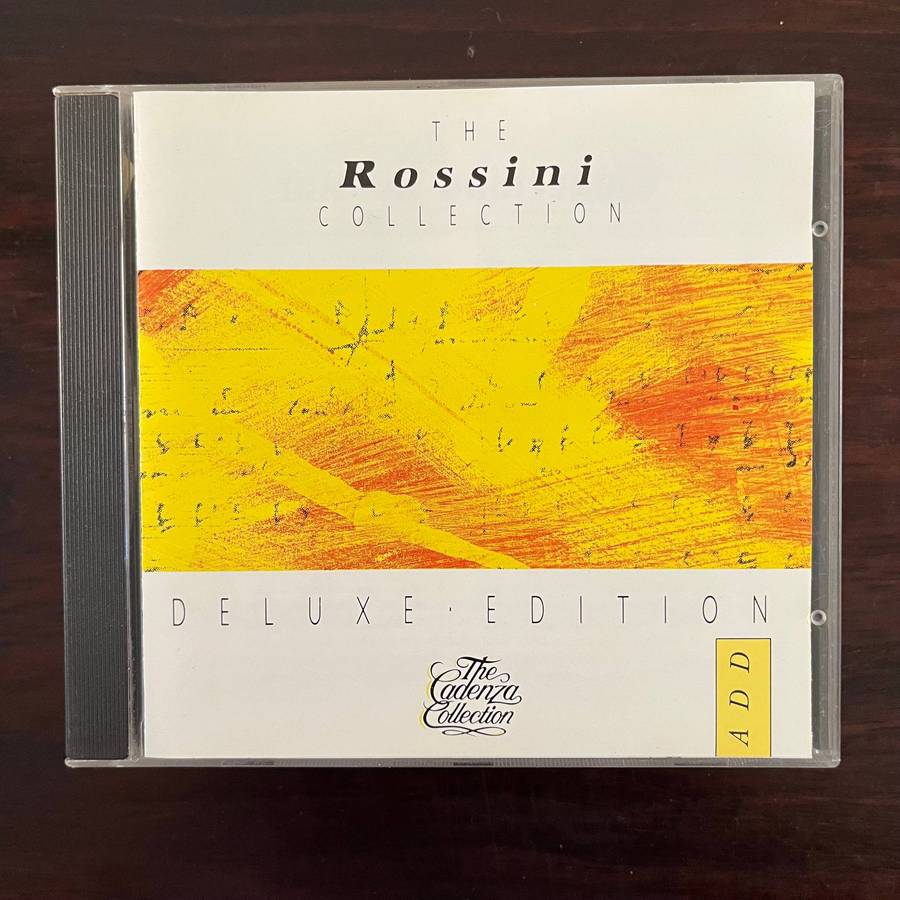 THE
Rossini
COLLECTION
DELUXE · EDITION
The
Cadenza
Collection
ADD